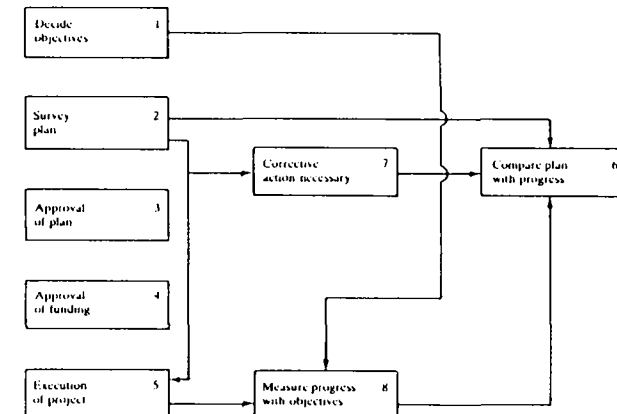 Decide 1
objectives
Survey 2
plan
Corrective 7
action necessary
Compare plan 6
with progress
Approval 3
of plan
Approval 4
of funding
Execution 5
of project
Measure progress 8
with objectives